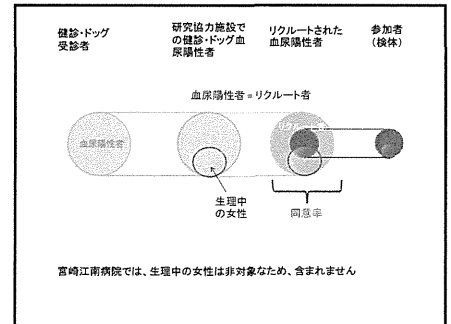 健診・ドッグ
受診者
研究協力施設で
の健診・ドッグ血
尿陽性者
リクルートされた
血尿陽性者
参加者
(検体)
血尿陽性者 = リクルート者
血尿陽性者
生理中
の女性
同意率
宮崎江南病院では、生理中の女性は非対象なため、含まれません